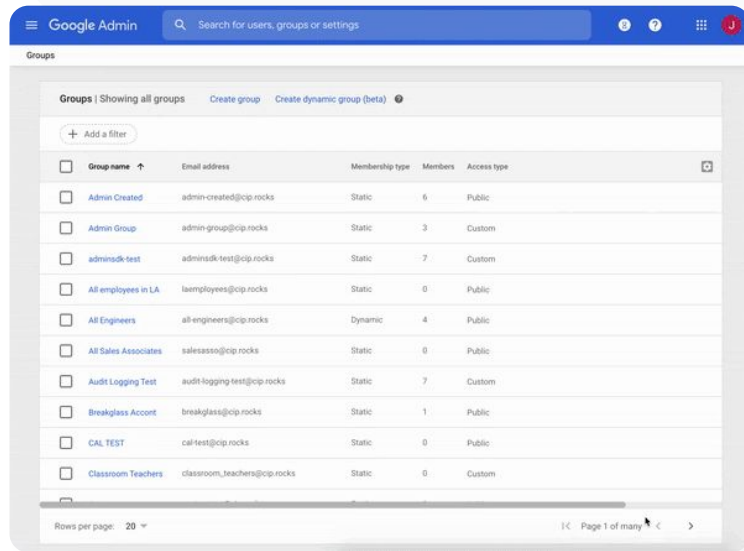 Google Admin Search for users, groups or settings 8 ? J
Groups
Groups | Showing all groups Create group Create dynamic group (beta) ?
+ Add a filter
Group name Email address Membership type Members Access type
Admin Created admin-created@cip.rocks Static 6 Public
Admin Group admin-group@cip.rocks Static 3 Custom
adminsdk-test adminsdk-test@cip.rocks Static 7 Custom
All employees in LA laemployees@cip.rocks Static 0 Public
All Engineers all-engineers@cip.rocks Dynamic 4 Public
All Sales Associates salesasso@cip.rocks Static 0 Public
Audit Logging Test audit-logging-test@cip.rocks Static 7 Custom
Breakglass Accont breakglass@cip.rocks Static 1 Public
CAL TEST cal-test@cip.rocks Static 0 Public
Classroom Teachers classroom_teachers@cip.rocks Static 0 Custom
Rows per page: 20 Page 1 of many